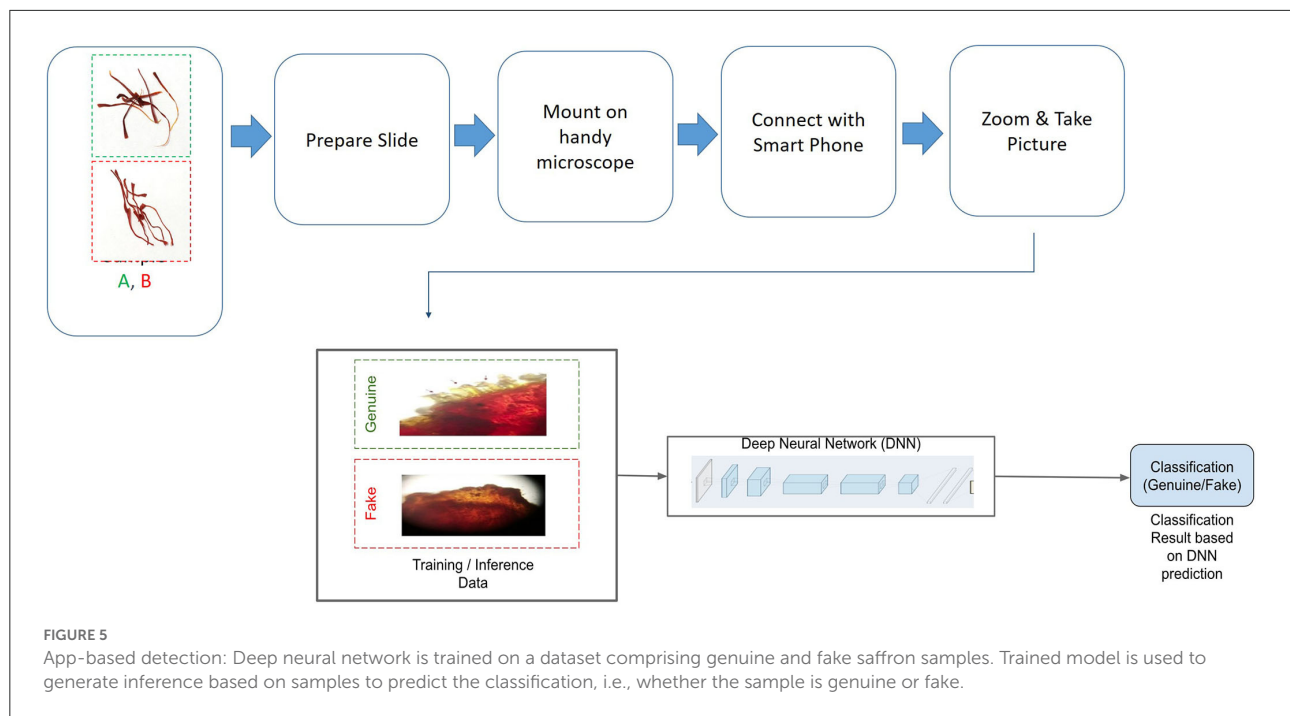 A, B
Prepare Slide
Mount on
handy
microscope
Connect with
Smart Phone
Zoom & Take
Picture
Genuine
Fake
Training / Inference
Data
Deep Neural Network (DNN)
Classification
(Genuine/Fake)
Classification
Result based
on DNN
prediction
FIGURE 5
App-based detection: Deep neural network is trained on a dataset comprising genuine and fake saffron samples. Trained model is used to
generate inference based on samples to predict the classification, i.e., whether the sample is genuine or fake.